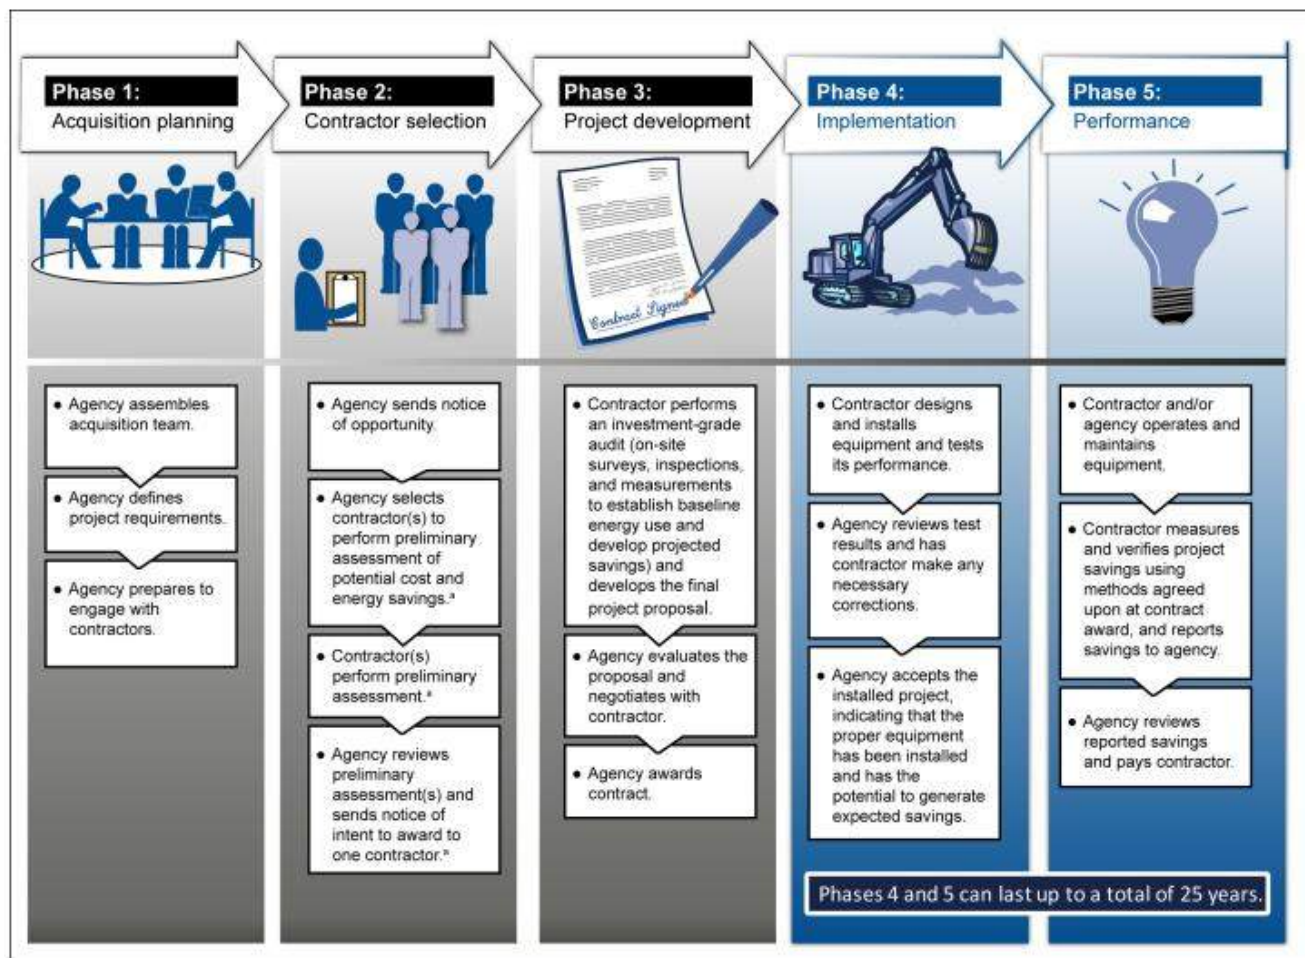 Phase 1:
Acquisition planning
Phase 2:
Contractor selection
Phase 3:
Project development
Phase 4:
Implementation
Phase 5:
Performance
Contract Signed
● Agency assembles
acquisition team.
● Agency defines
project requirements.
● Agency prepares to
engage with
contractors.
● Agency sends notice
of opportunity.
● Agency selects
contractor(s) to
perform preliminary
assessment of
potential cost and
energy savings.ᵃ
● Contractor(s)
perform preliminary
assessment.ᵃ
● Agency reviews
preliminary
assessment(s) and
sends notice of
intent to award to
one contractor.ᵃ
● Contractor performs
an investment-grade
audit (on-site
surveys, inspections,
and measurements
to establish baseline
energy use and
develop projected
savings) and
develops the final
project proposal.
● Agency evaluates the
proposal and
negotiates with
contractor.
● Agency awards
contract.
● Contractor designs
and installs
equipment and tests
its performance.
● Agency reviews test
results and has
contractor make any
necessary
corrections.
● Agency accepts the
installed project,
indicating that the
proper equipment
has been installed
and has the
potential to generate
expected savings.
● Contractor and/or
agency operates and
maintains
equipment.
● Contractor measures
and verifies project
savings using
methods agreed
upon at contract
award, and reports
savings to agency.
● Agency reviews
reported savings
and pays contractor.
Phases 4 and 5 can last up to a total of 25 years.